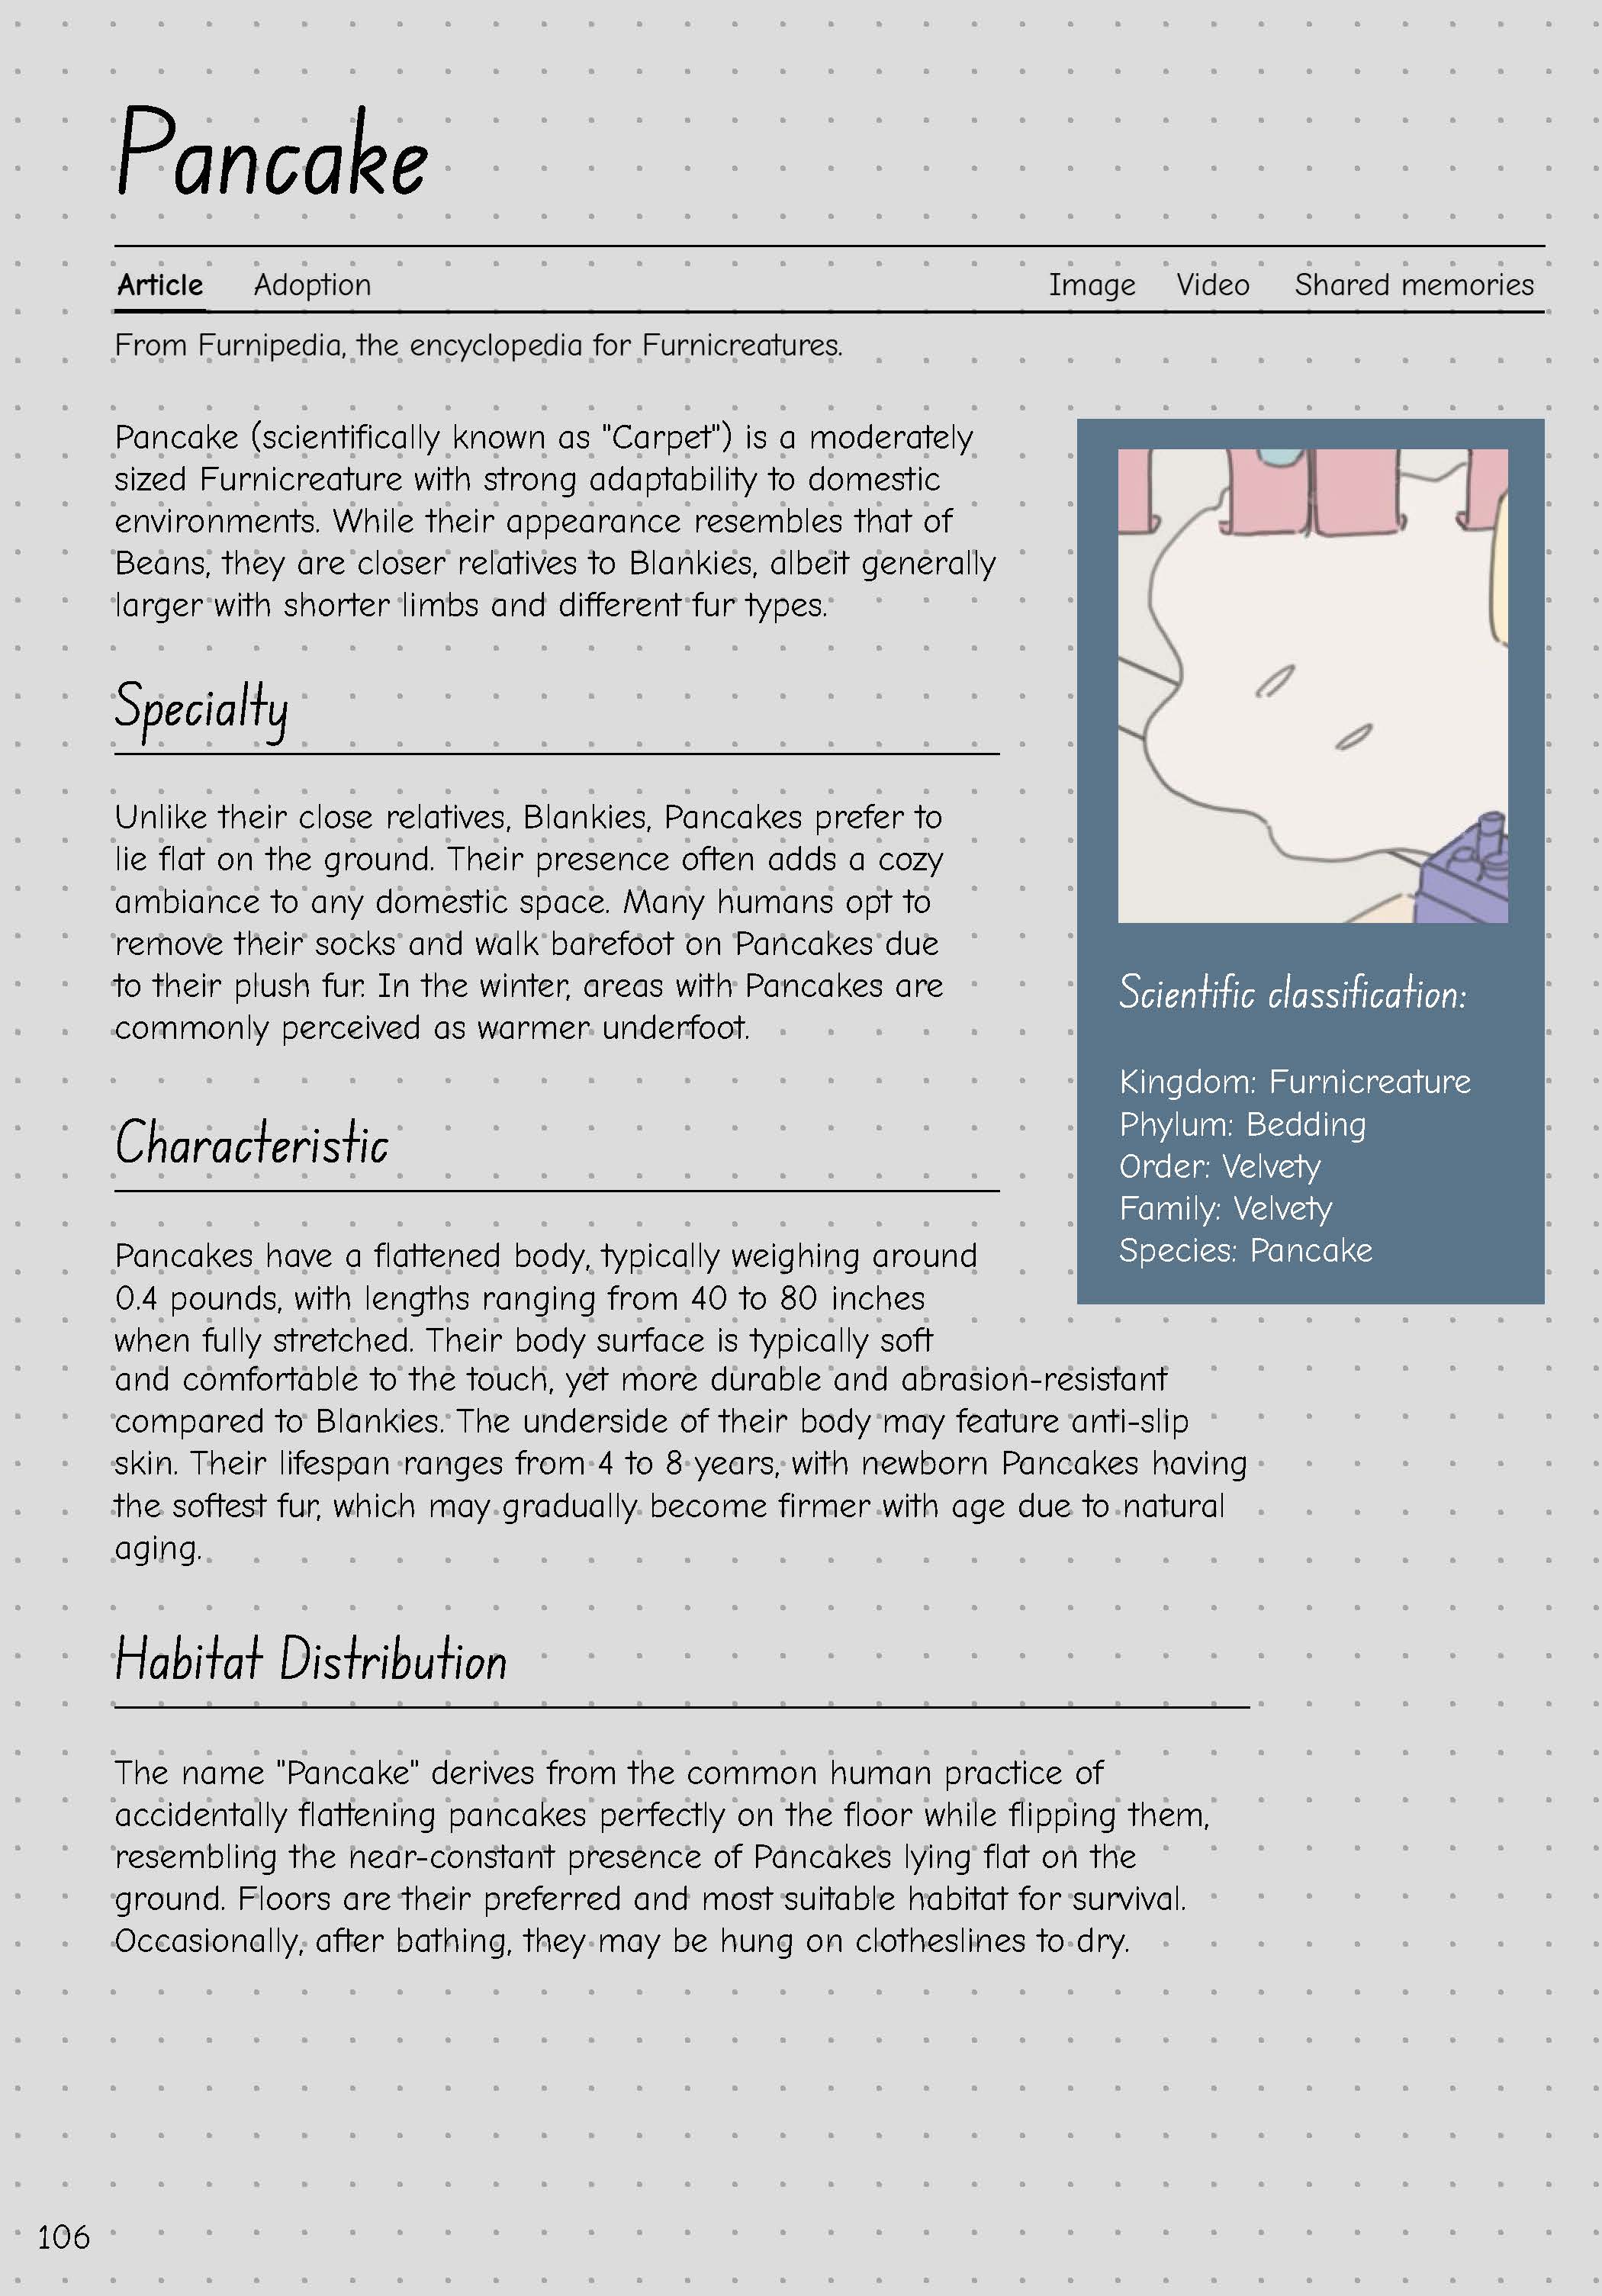 Pancake
Article Adoption Image Video Shared memories
From Furnipedia, the encyclopedia for Furnicreatures.
Pancake (scientifically known as "Carpet") is a moderately
sized Furnicreature with strong adaptability to domestic
environments. While their appearance resembles that of
Beans, they are closer relatives to Blankies, albeit generally
larger with shorter limbs and different fur types.
Specialty
Unlike their close relatives, Blankies, Pancakes prefer to
lie flat on the ground. Their presence often adds a cozy
ambiance to any domestic space. Many humans opt to
remove their socks and walk barefoot on Pancakes due
to their plush fur. In the winter, areas with Pancakes are
commonly perceived as warmer underfoot.
Characteristic
Pancakes have a flattened body, typically weighing around
0.4 pounds, with lengths ranging from 40 to 80 inches
when fully stretched. Their body surface is typically soft
and comfortable to the touch, yet more durable and abrasion-resistant
compared to Blankies. The underside of their body may feature anti-slip
skin. Their lifespan ranges from 4 to 8 years, with newborn Pancakes having
the softest fur, which may gradually become firmer with age due to natural
aging.
Habitat Distribution
The name "Pancake" derives from the common human practice of
accidentally flattening pancakes perfectly on the floor while flipping them,
resembling the near-constant presence of Pancakes lying flat on the
ground. Floors are their preferred and most suitable habitat for survival.
Occasionally, after bathing, they may be hung on clotheslines to dry.
Scientific classification:
Kingdom: Furnicreature
Phylum: Bedding
Order: Velvety
Family: Velvety
Species: Pancake
106